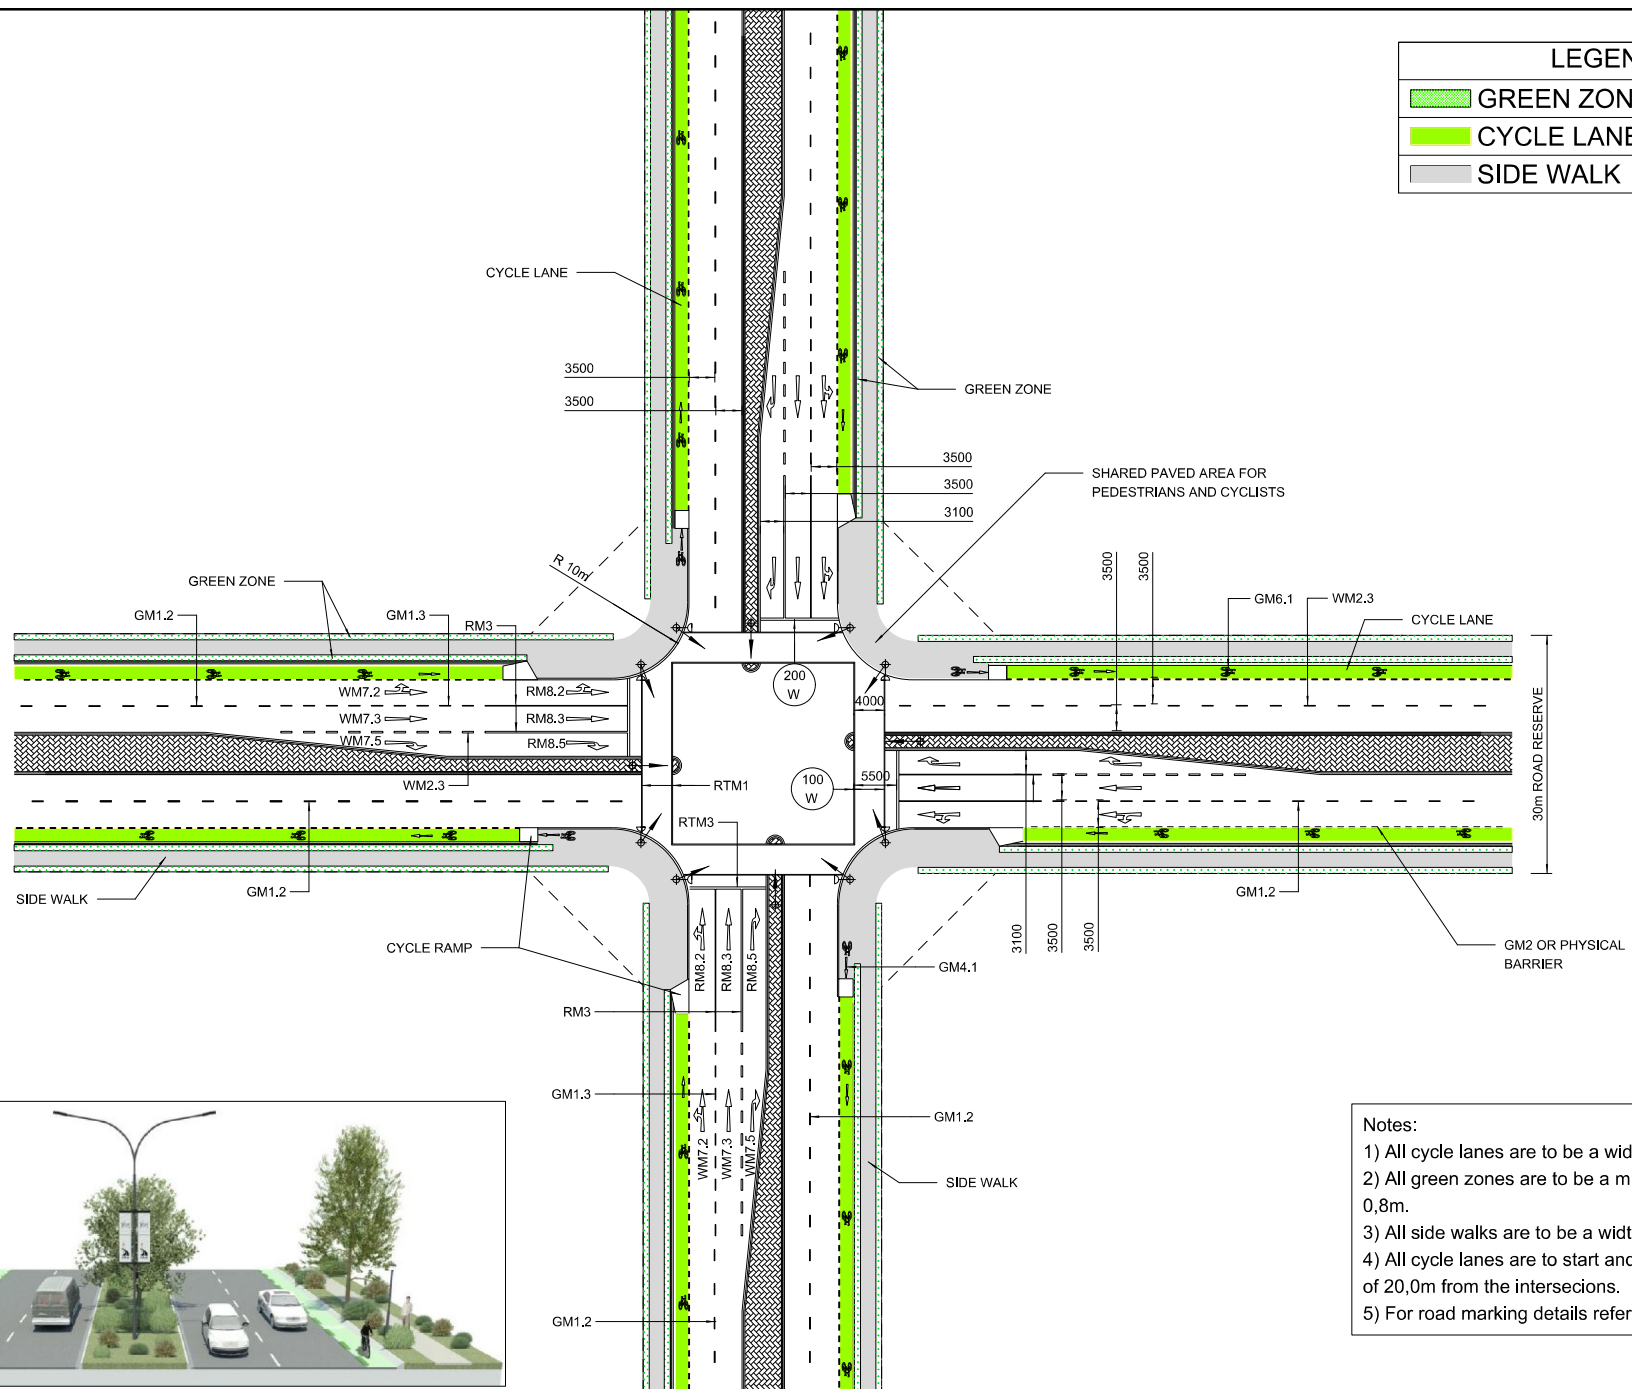 LEGEN
GREEN ZON
CYCLE LANE
SIDE WALK
CYCLE LANE
3500
3500
GREEN ZONE
3500
3500
3100
SHARED PAVED AREA FOR
PEDESTRIANS AND CYCLISTS
R 10m
GREEN ZONE
GM1.2
GM1.3
RM3
3500
3500
GM6.1
WM2.3
CYCLE LANE
WM7.2
RM8.2
WM7.3
RM8.3
WM7.5
RM8.5
WM2.3
200
W
4000
100
W
5500
RTM1
RTM3
30m ROAD RESERVE
SIDE WALK
GM1.2
GM1.2
CYCLE RAMP
RM8.2
RM8.3
RM8.5
GM4.1
3100
3500
3500
GM2 OR PHYSICAL
BARRIER
RM3
GM1.3
WM7.2
WM7.3
WM7.5
GM1.2
SIDE WALK
GM1.2
Notes:
1) All cycle lanes are to be a wid
2) All green zones are to be a m
0,8m.
3) All side walks are to be a widt
4) All cycle lanes are to start and
of 20,0m from the intersecions.
5) For road marking details refer